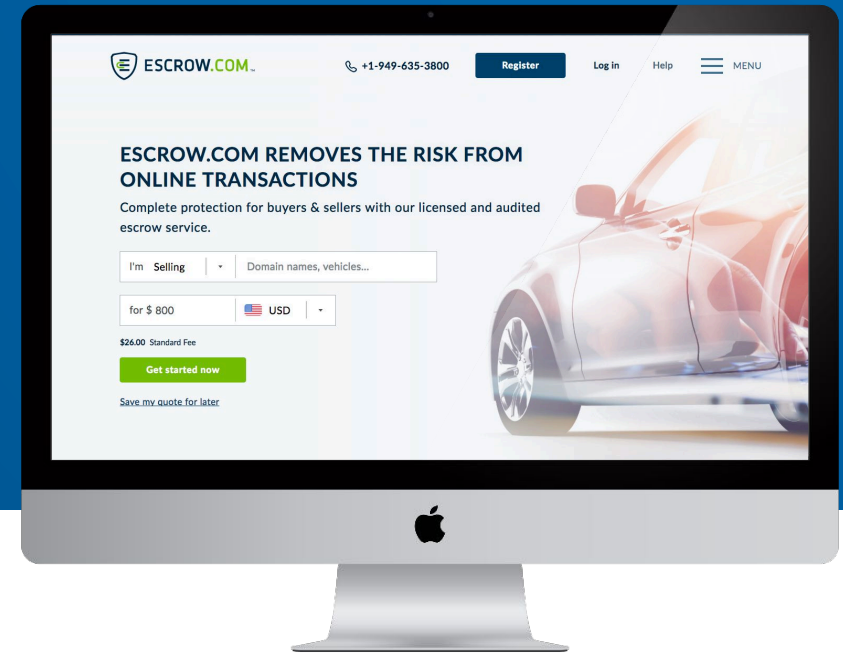 ESCROW.COM
+1-949-635-3800
Register
Log in
Help
MENU
ESCROW.COM REMOVES THE RISK FROM
ONLINE TRANSACTIONS
Complete protection for buyers & sellers with our licensed and audited
escrow service.
I'm Selling
Domain names, vehicles...
for $ 800
USD
$26.00 Standard Fee
Get started now
Save my quote for later